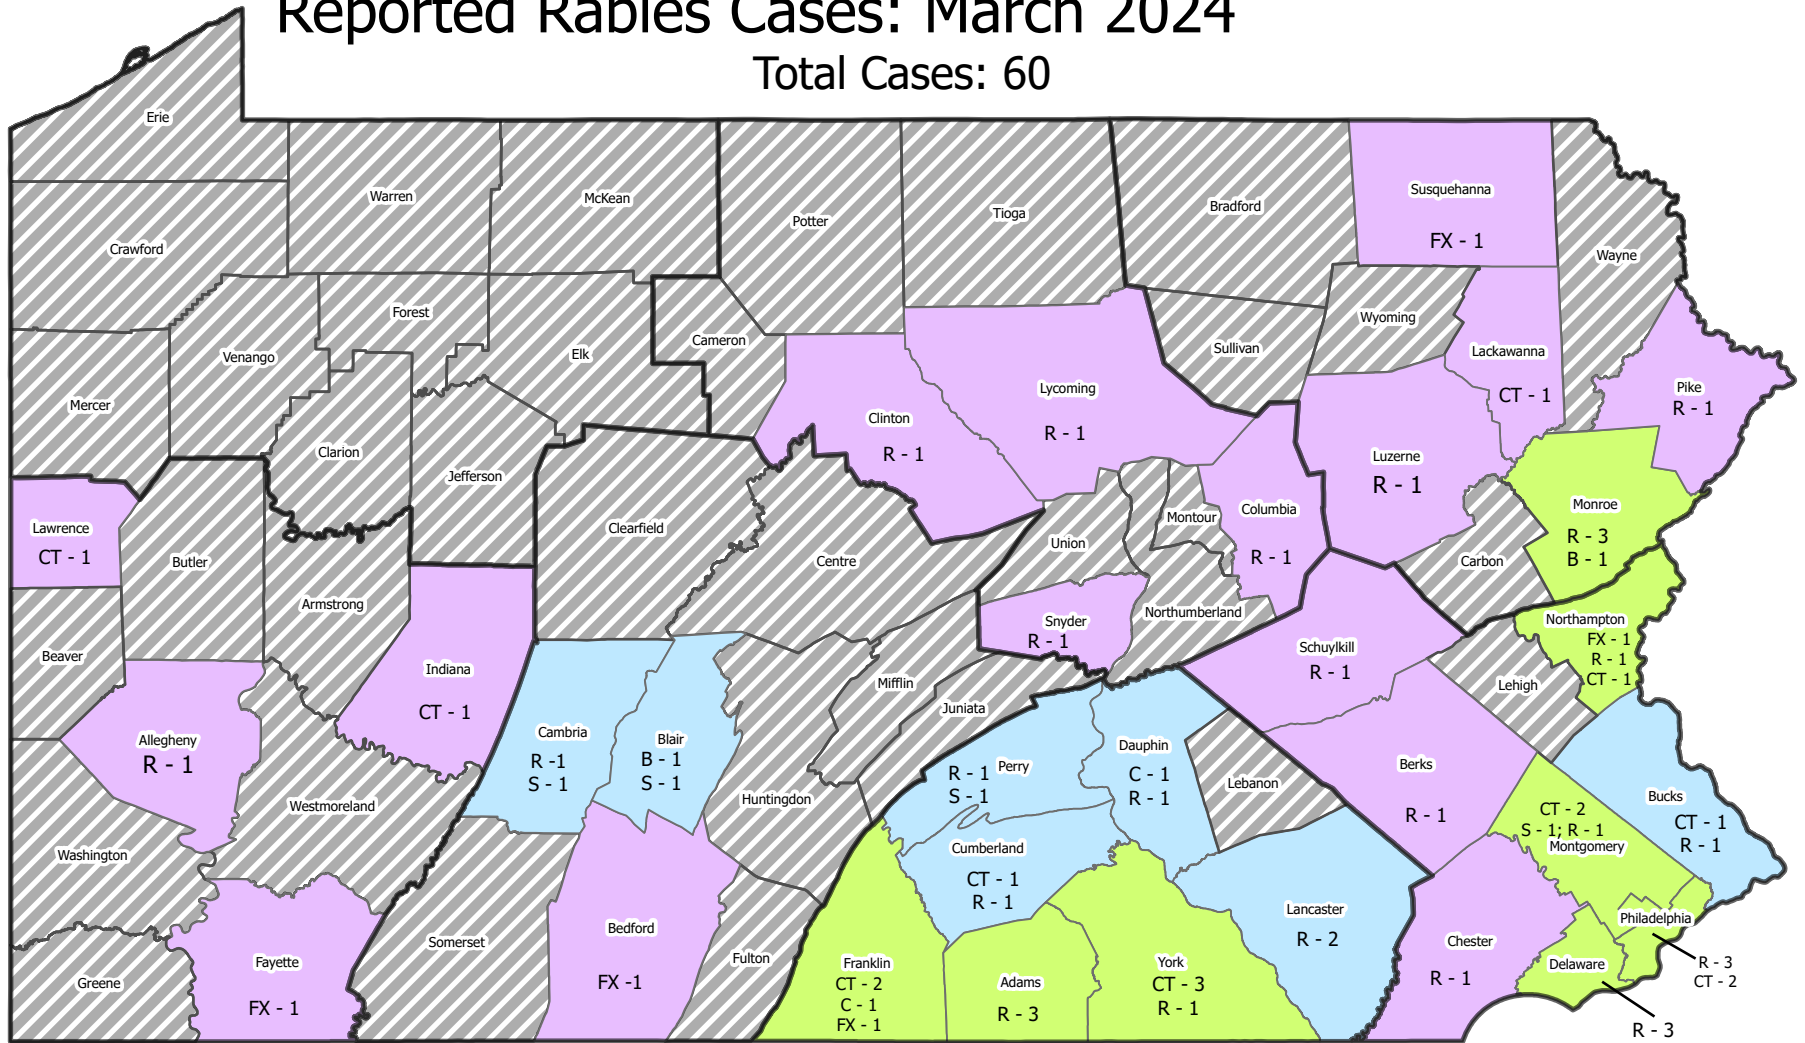 Reported Rabies Cases: March 2024
Total Cases: 60
Erie
Warren
McKean
Potter
Tioga
Bradford
Susquehanna
FX - 1
Crawford
Wayne
Forest
Cameron
Wyoming
Venango
Elk
Sullivan
Lackawanna
CT - 1
Mercer
Clinton
R - 1
Lycoming
R - 1
Pike
R - 1
Clarion
Jefferson
Luzerne
R - 1
Lawrence
CT - 1
Clearfield
Montour
Columbia
R - 1
Monroe
R - 3
B - 1
Butler
Centre
Union
Carbon
Armstrong
Snyder
R - 1
Northumberland
Northampton
FX - 1
R - 1
CT - 1
Beaver
Indiana
CT - 1
Mifflin
Schuylkill
R - 1
Lehigh
Juniata
Allegheny
R - 1
Cambria
R -1
S - 1
Blair
B - 1
S - 1
Perry
R - 1
S - 1
Dauphin
C - 1
R - 1
Lebanon
Berks
R - 1
Westmoreland
Huntingdon
CT - 2
S - 1; R - 1
Montgomery
Bucks
CT - 1
R - 1
Washington
Cumberland
CT - 1
R - 1
Lancaster
R - 2
Philadelphia
R - 3
CT - 2
Somerset
Bedford
FX -1
Fulton
Chester
R - 1
Delaware
R - 3
Greene
Fayette
FX - 1
Franklin
CT - 2
C - 1
FX - 1
Adams
R - 3
York
CT - 3
R - 1